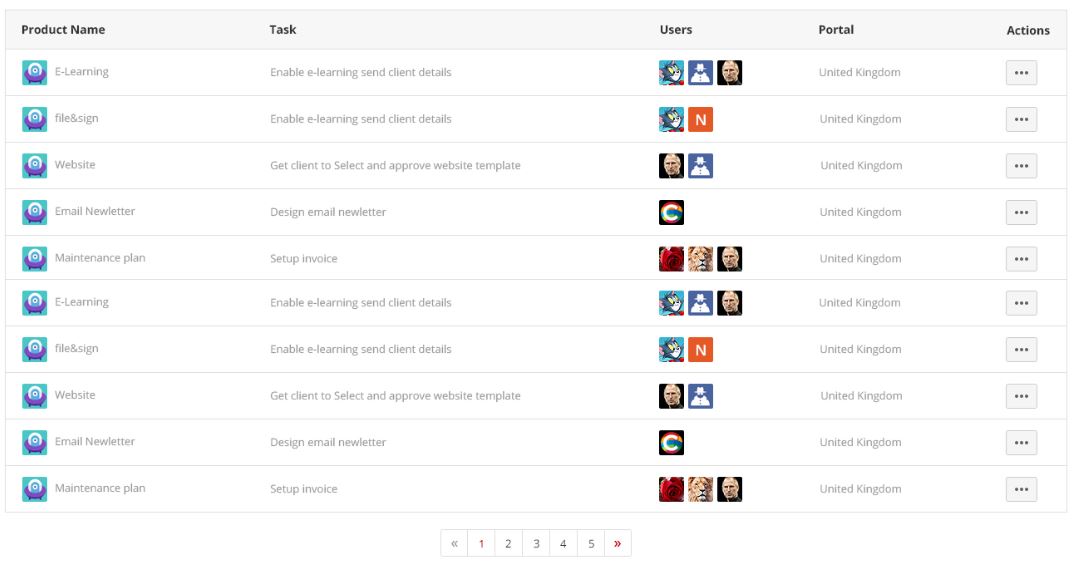 Product Name Task Users Portal Actions
E-Learning Enable e-learning send client details United Kingdom ...
file&sign Enable e-learning send client details N United Kingdom ...
Website Get client to Select and approve website template United Kingdom ...
Email Newletter Design email newletter C United Kingdom ...
Maintenance plan Setup invoice United Kingdom ...
E-Learning Enable e-learning send client details United Kingdom ...
file&sign Enable e-learning send client details N United Kingdom ...
Website Get client to Select and approve website template United Kingdom ...
Email Newletter Design email newletter C United Kingdom ...
Maintenance plan Setup invoice United Kingdom ...
« 1 2 3 4 5 »